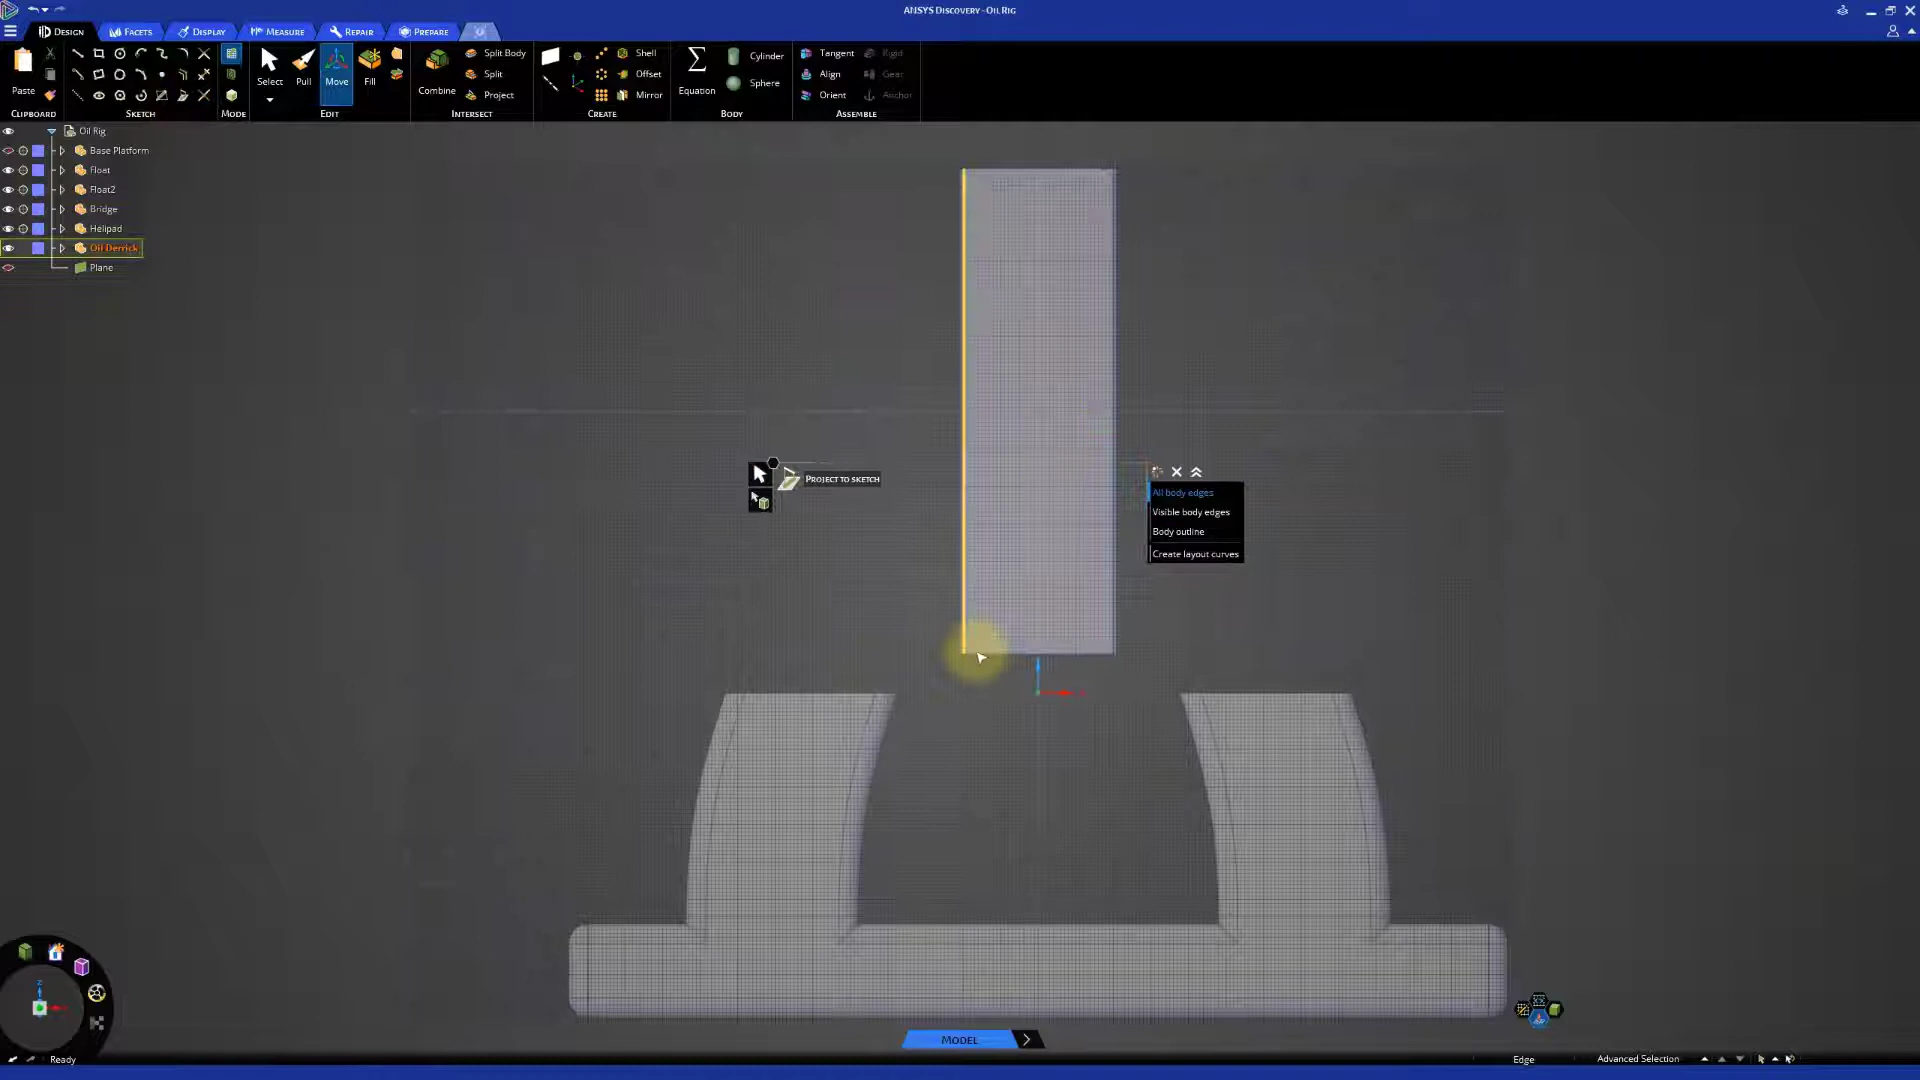 ANSYS Discovery - Oil Rig
Design
Facets
Display
Measure
Repair
Prepare
Paste
Select
Pull
Move
Fill
Combine
Split Body
Split
Project
Shell
Offset
Mirror
Equation
Cylinder
Sphere
Tangent
Align
Orient
Rigid
Gear
Anchor
Clipboard
Sketch
Mode
Edit
Intersect
Create
Body
Assemble
Oil Rig
Base Platform
Float
Float2
Bridge
Helipad
Oil Derrick
Plane
Project to sketch
All body edges
Visible body edges
Body outline
Create layout curves
Z
Model
Ready
Edge
Advanced Selection